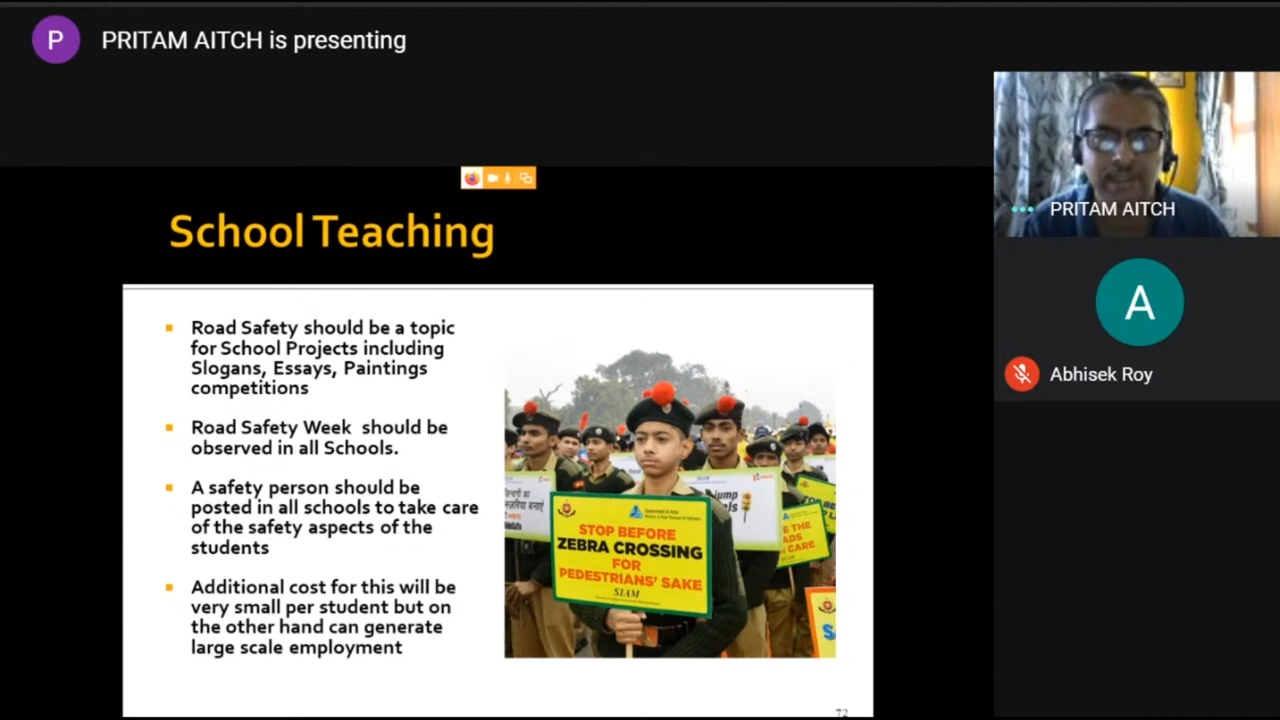 P
PRITAM AITCH is presenting
PRITAM AITCH
A
Abhisek Roy
School Teaching
Road Safety should be a topic
for School Projects including
Slogans, Essays, Paintings
competitions
Road Safety Week should be
observed in all Schools.
A safety person should be
posted in all schools to take care
of the safety aspects of the
students
Additional cost for this will be
very small per student but on
the other hand can generate
large scale employment
STOP BEFORE
ZEBRA CROSSING
FOR
PEDESTRIANS' SAKE
SIAM
jump
THE
CARE
72